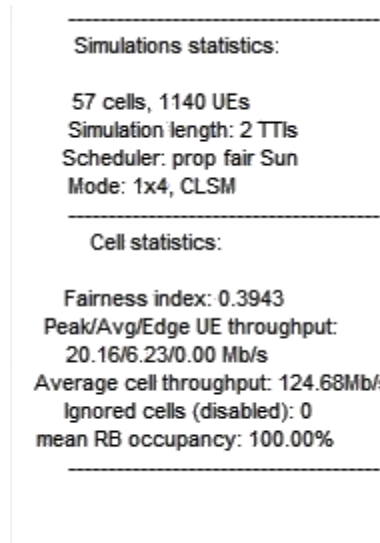 Simulations statistics:
57 cells, 1140 UEs
Simulation length: 2 TTIs
Scheduler: prop fair Sun
Mode: 1x4, CLSM
Cell statistics:
Fairness index: 0.3943
Peak/Avg/Edge UE throughput:
20.16/6.23/0.00 Mb/s
Average cell throughput: 124.68Mb/s
Ignored cells (disabled): 0
mean RB occupancy: 100.00%